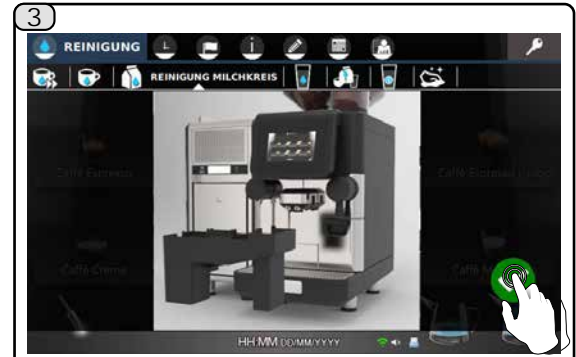 3
REINIGUNG
REINIGUNG MILCHKREIS
Caffè Espresso
Caffè Crema
HH:MM DD/MM/YYYY